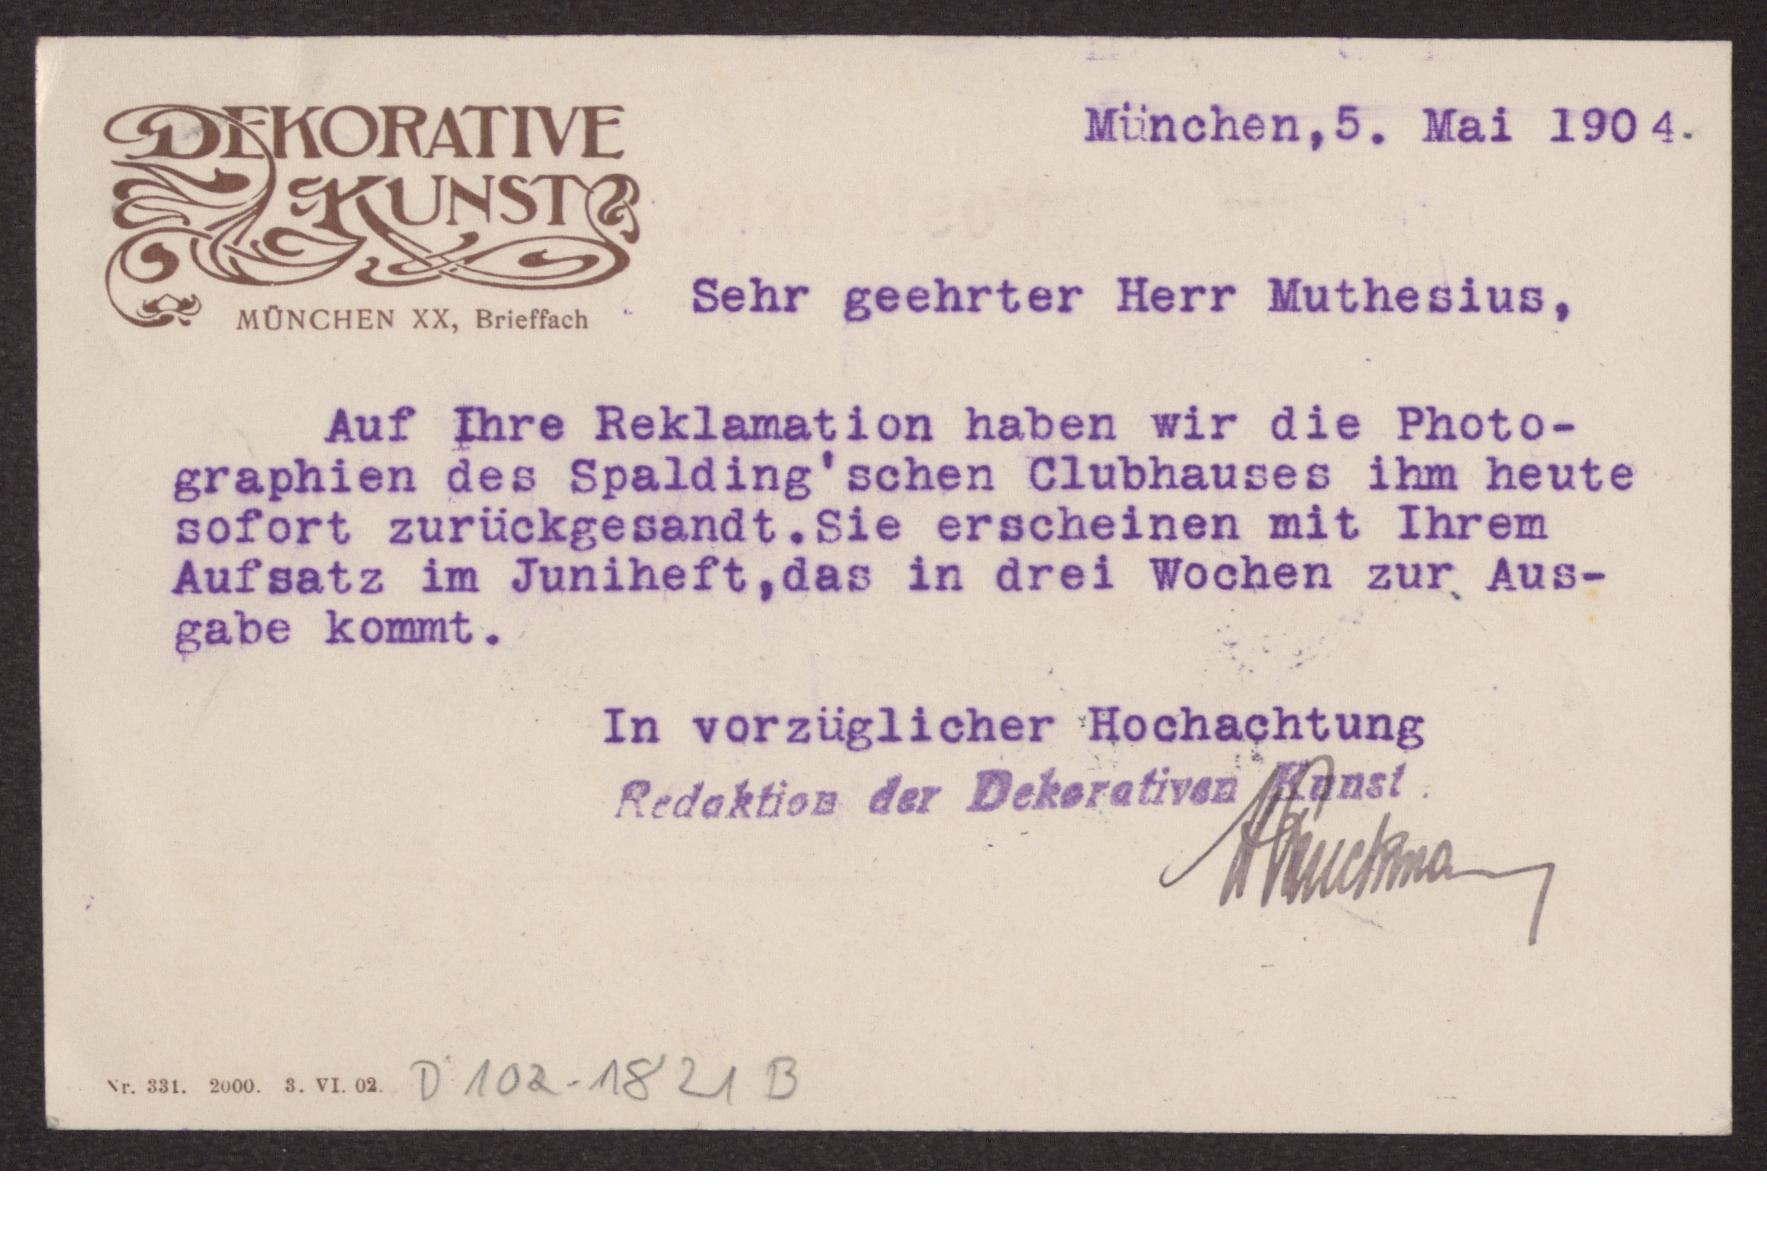 DEKORATIVE
KUNST
MÜNCHEN XX, Brieffach
München,5. Mai 1904.
Sehr geehrter Herr Muthesius,
Auf Ihre Reklamation haben wir die Photo-
graphien des Spalding'schen Clubhauses ihm heute
sofort zurückgesandt.Sie erscheinen mit Ihrem
Aufsatz im Juniheft,das in drei Wochen zur Aus-
gabe kommt.
In vorzüglicher Hochachtung
Redaktion der Dekorativen Kunst
Nr. 331. 2000. 3. VI. 02.
D 102-1821 B